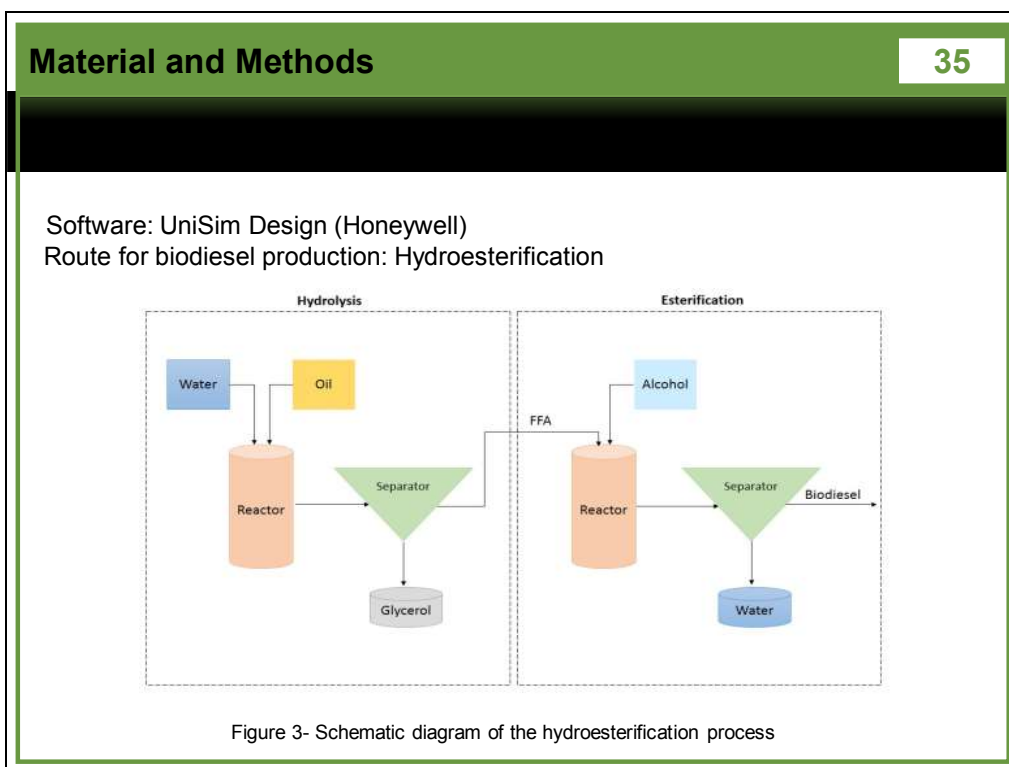 Material and Methods
35
Software: UniSim Design (Honeywell)
Route for biodiesel production: Hydroesterification
Hydrolysis
Esterification
Water
Oil
Alcohol
FFA
Reactor
Separator
Reactor
Separator
Biodiesel
Glycerol
Water
Figure 3- Schematic diagram of the hydroesterification process